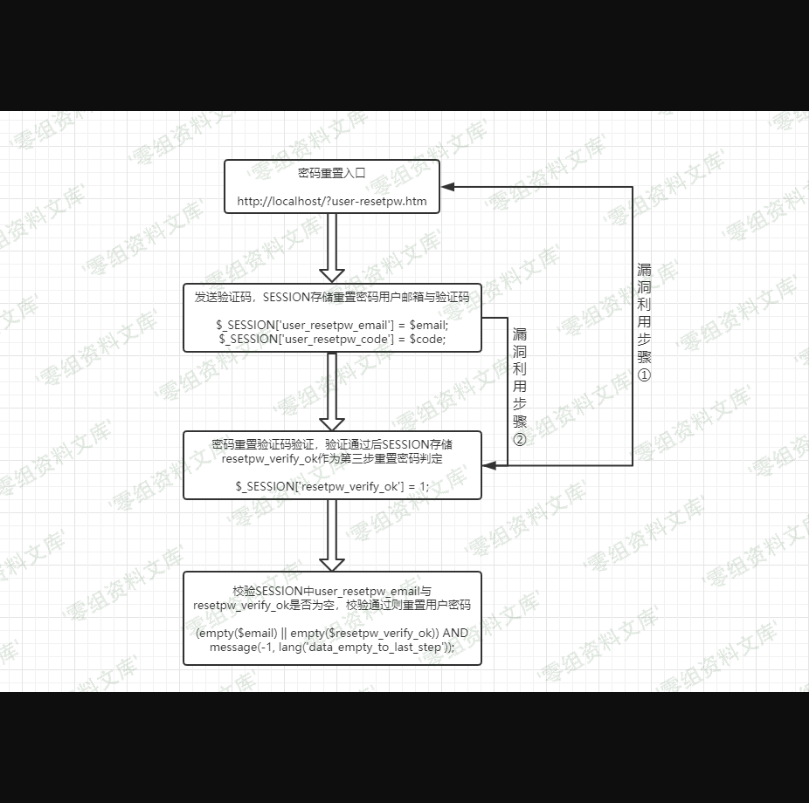 密码重置入口
http://localhost/?user-resetpw.htm
发送验证码，SESSION存储重置密码用户邮箱与验证码
$_SESSION['user_resetpw_email'] = $email;
$_SESSION['user_resetpw_code'] = $code;
漏洞利用步骤①
漏洞利用步骤②
密码重置验证码验证，验证通过后SESSION存储
resetpw_verify_ok作为第三步重置密码判定
$_SESSION['resetpw_verify_ok'] = 1;
校验SESSION中user_resetpw_email与
resetpw_verify_ok是否为空，校验通过则重置用户密码
(empty($email) || empty($resetpw_verify_ok)) AND
message(-1, lang('data_empty_to_last_step'));
'零组资料文库'